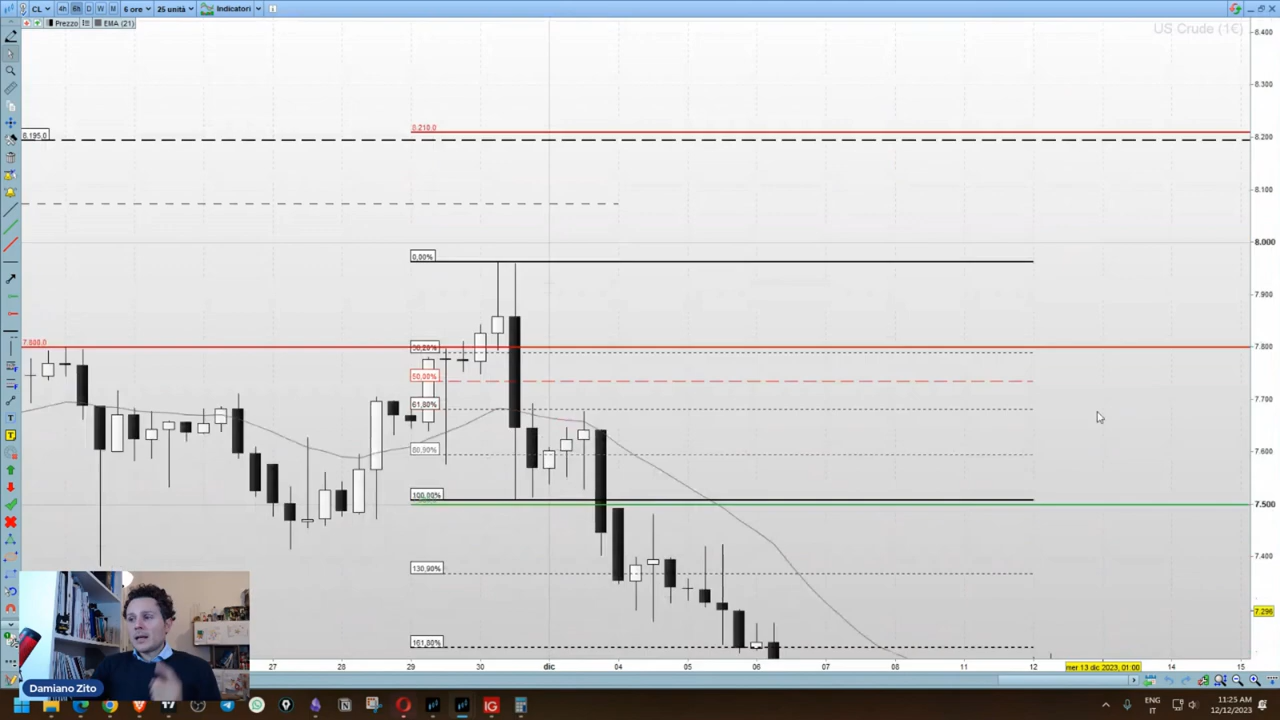 CL 4h 6h D W M 6 ore 25 unità Indicatori
Prezzo EMA (21)
US Crude (1€)
8.400
8.300
8.210,0
8.195,0
8.200
8.100
8.000
0,00%
7.900
7.800,0
7.800
50,00%
7.700
61,80%
7.600
80,90%
100,00%
7.500
7.400
130,90%
7.296
161,80%
27 28 29 30 dic 04 05 06 07 08 11 12 mer 13 dic 2023, 01:00 14 15
Damiano Zito
ENG
IT
11:25 AM
12/12/2023